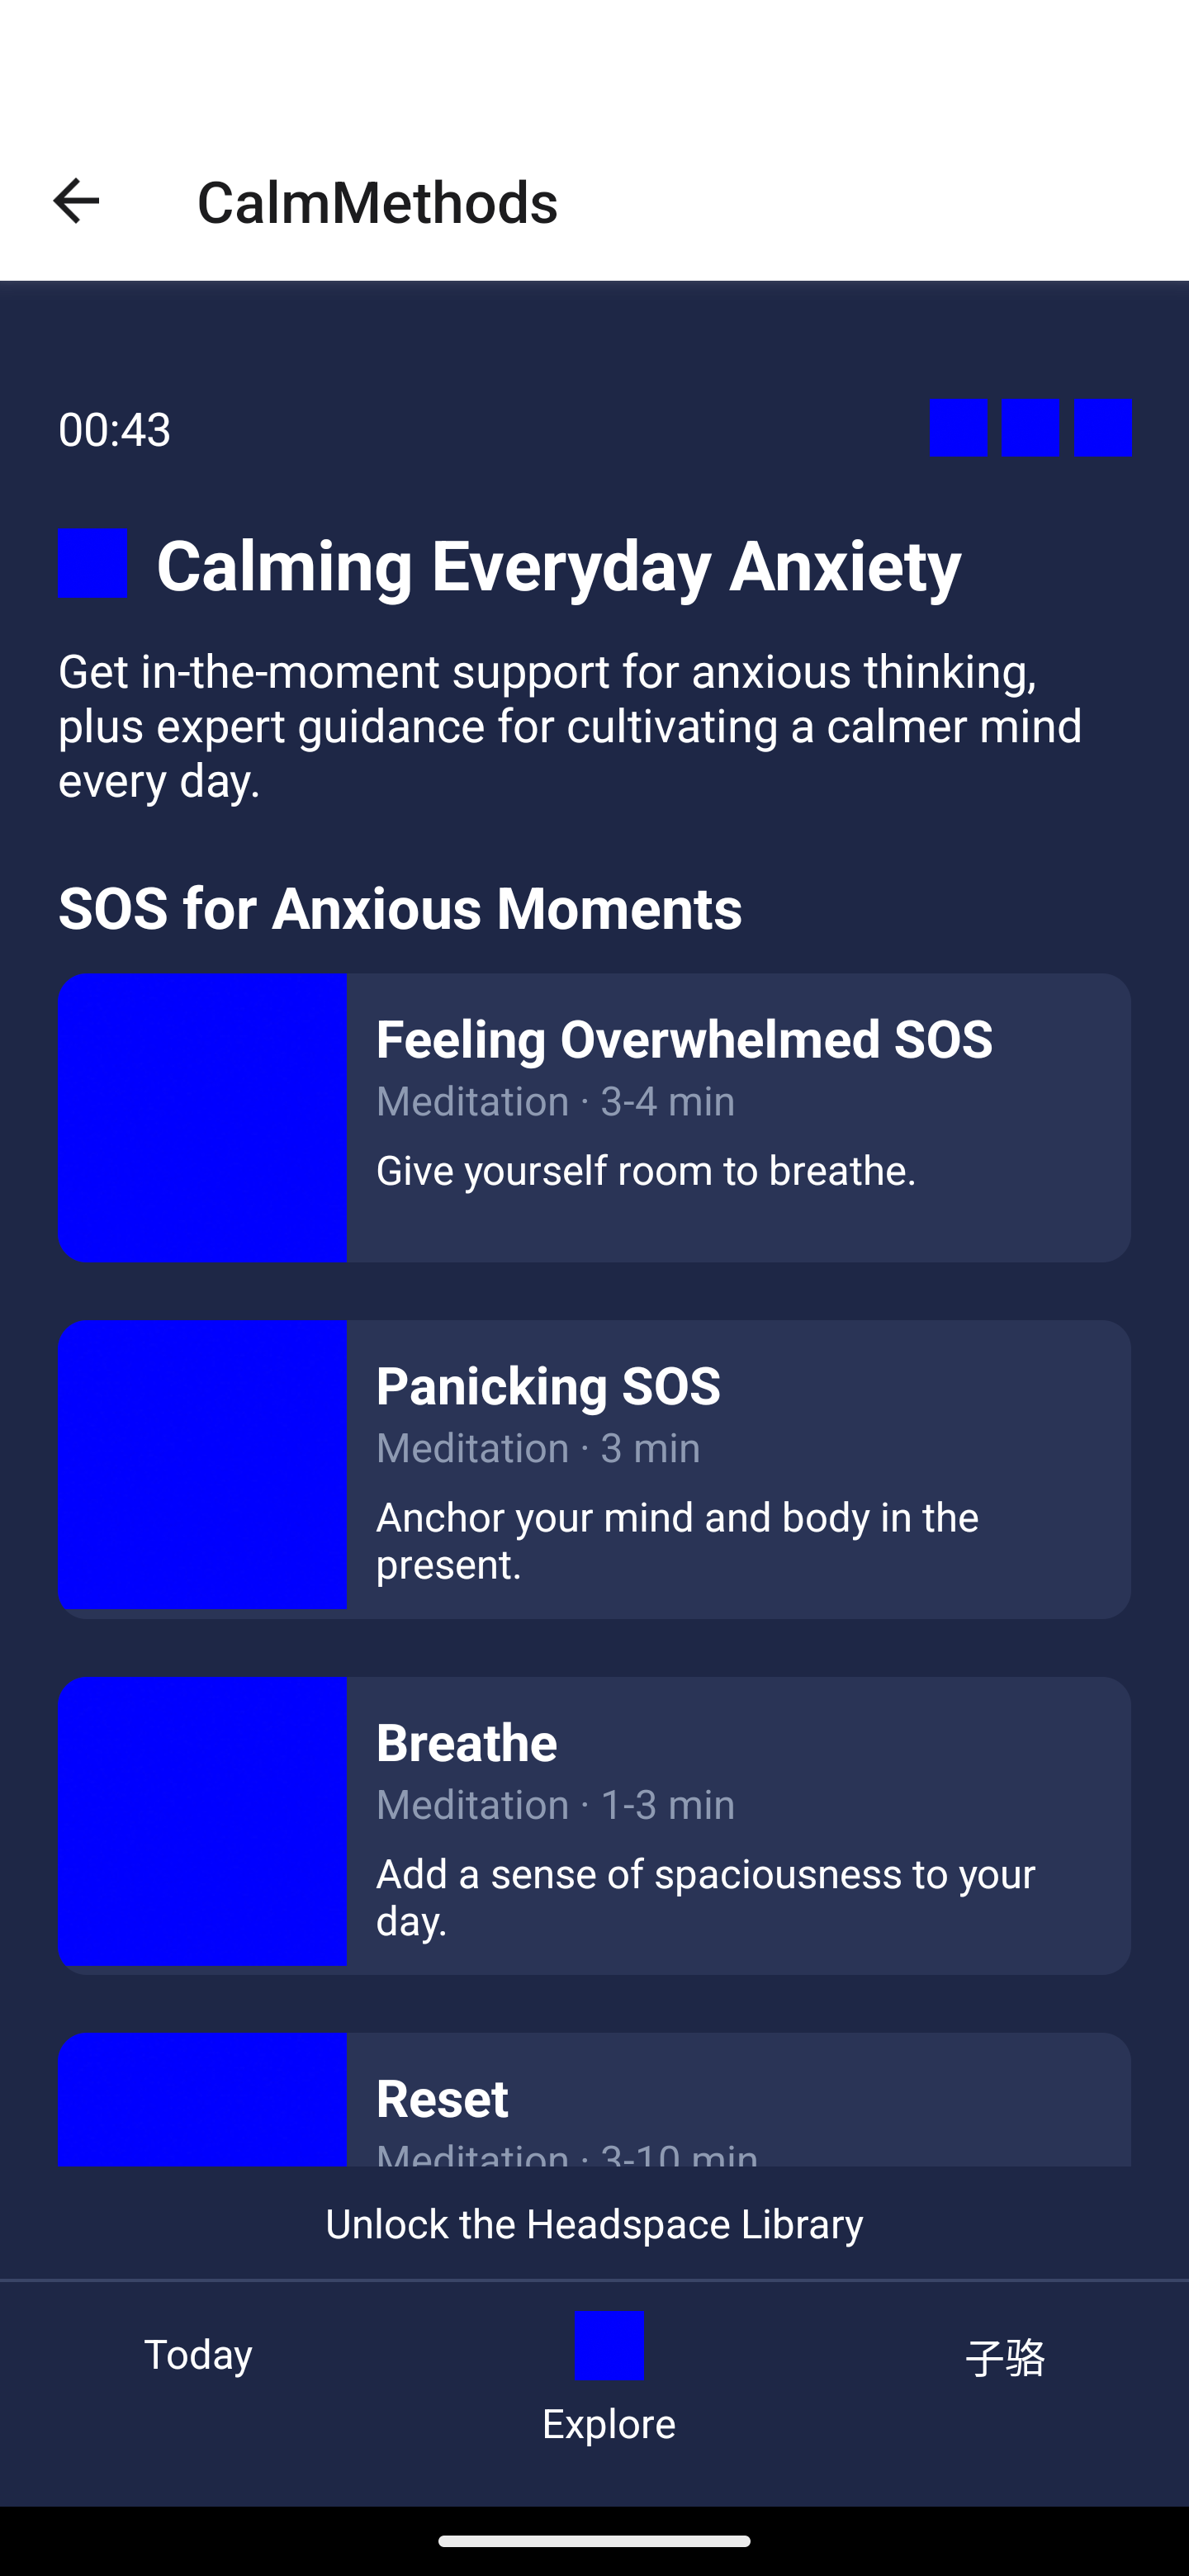 CalmMethods
00:43
Calming Everyday Anxiety
Get in-the-moment support for anxious thinking,
plus expert guidance for cultivating a calmer mind
every day.
SOS for Anxious Moments
Feeling Overwhelmed SOS
Meditation · 3-4 min
Give yourself room to breathe.
Panicking SOS
Meditation · 3 min
Anchor your mind and body in the
present.
Breathe
Meditation · 1-3 min
Add a sense of spaciousness to your
day.
Reset
Meditation · 3-10 min
Unlock the Headspace Library
Today
Explore
子骆